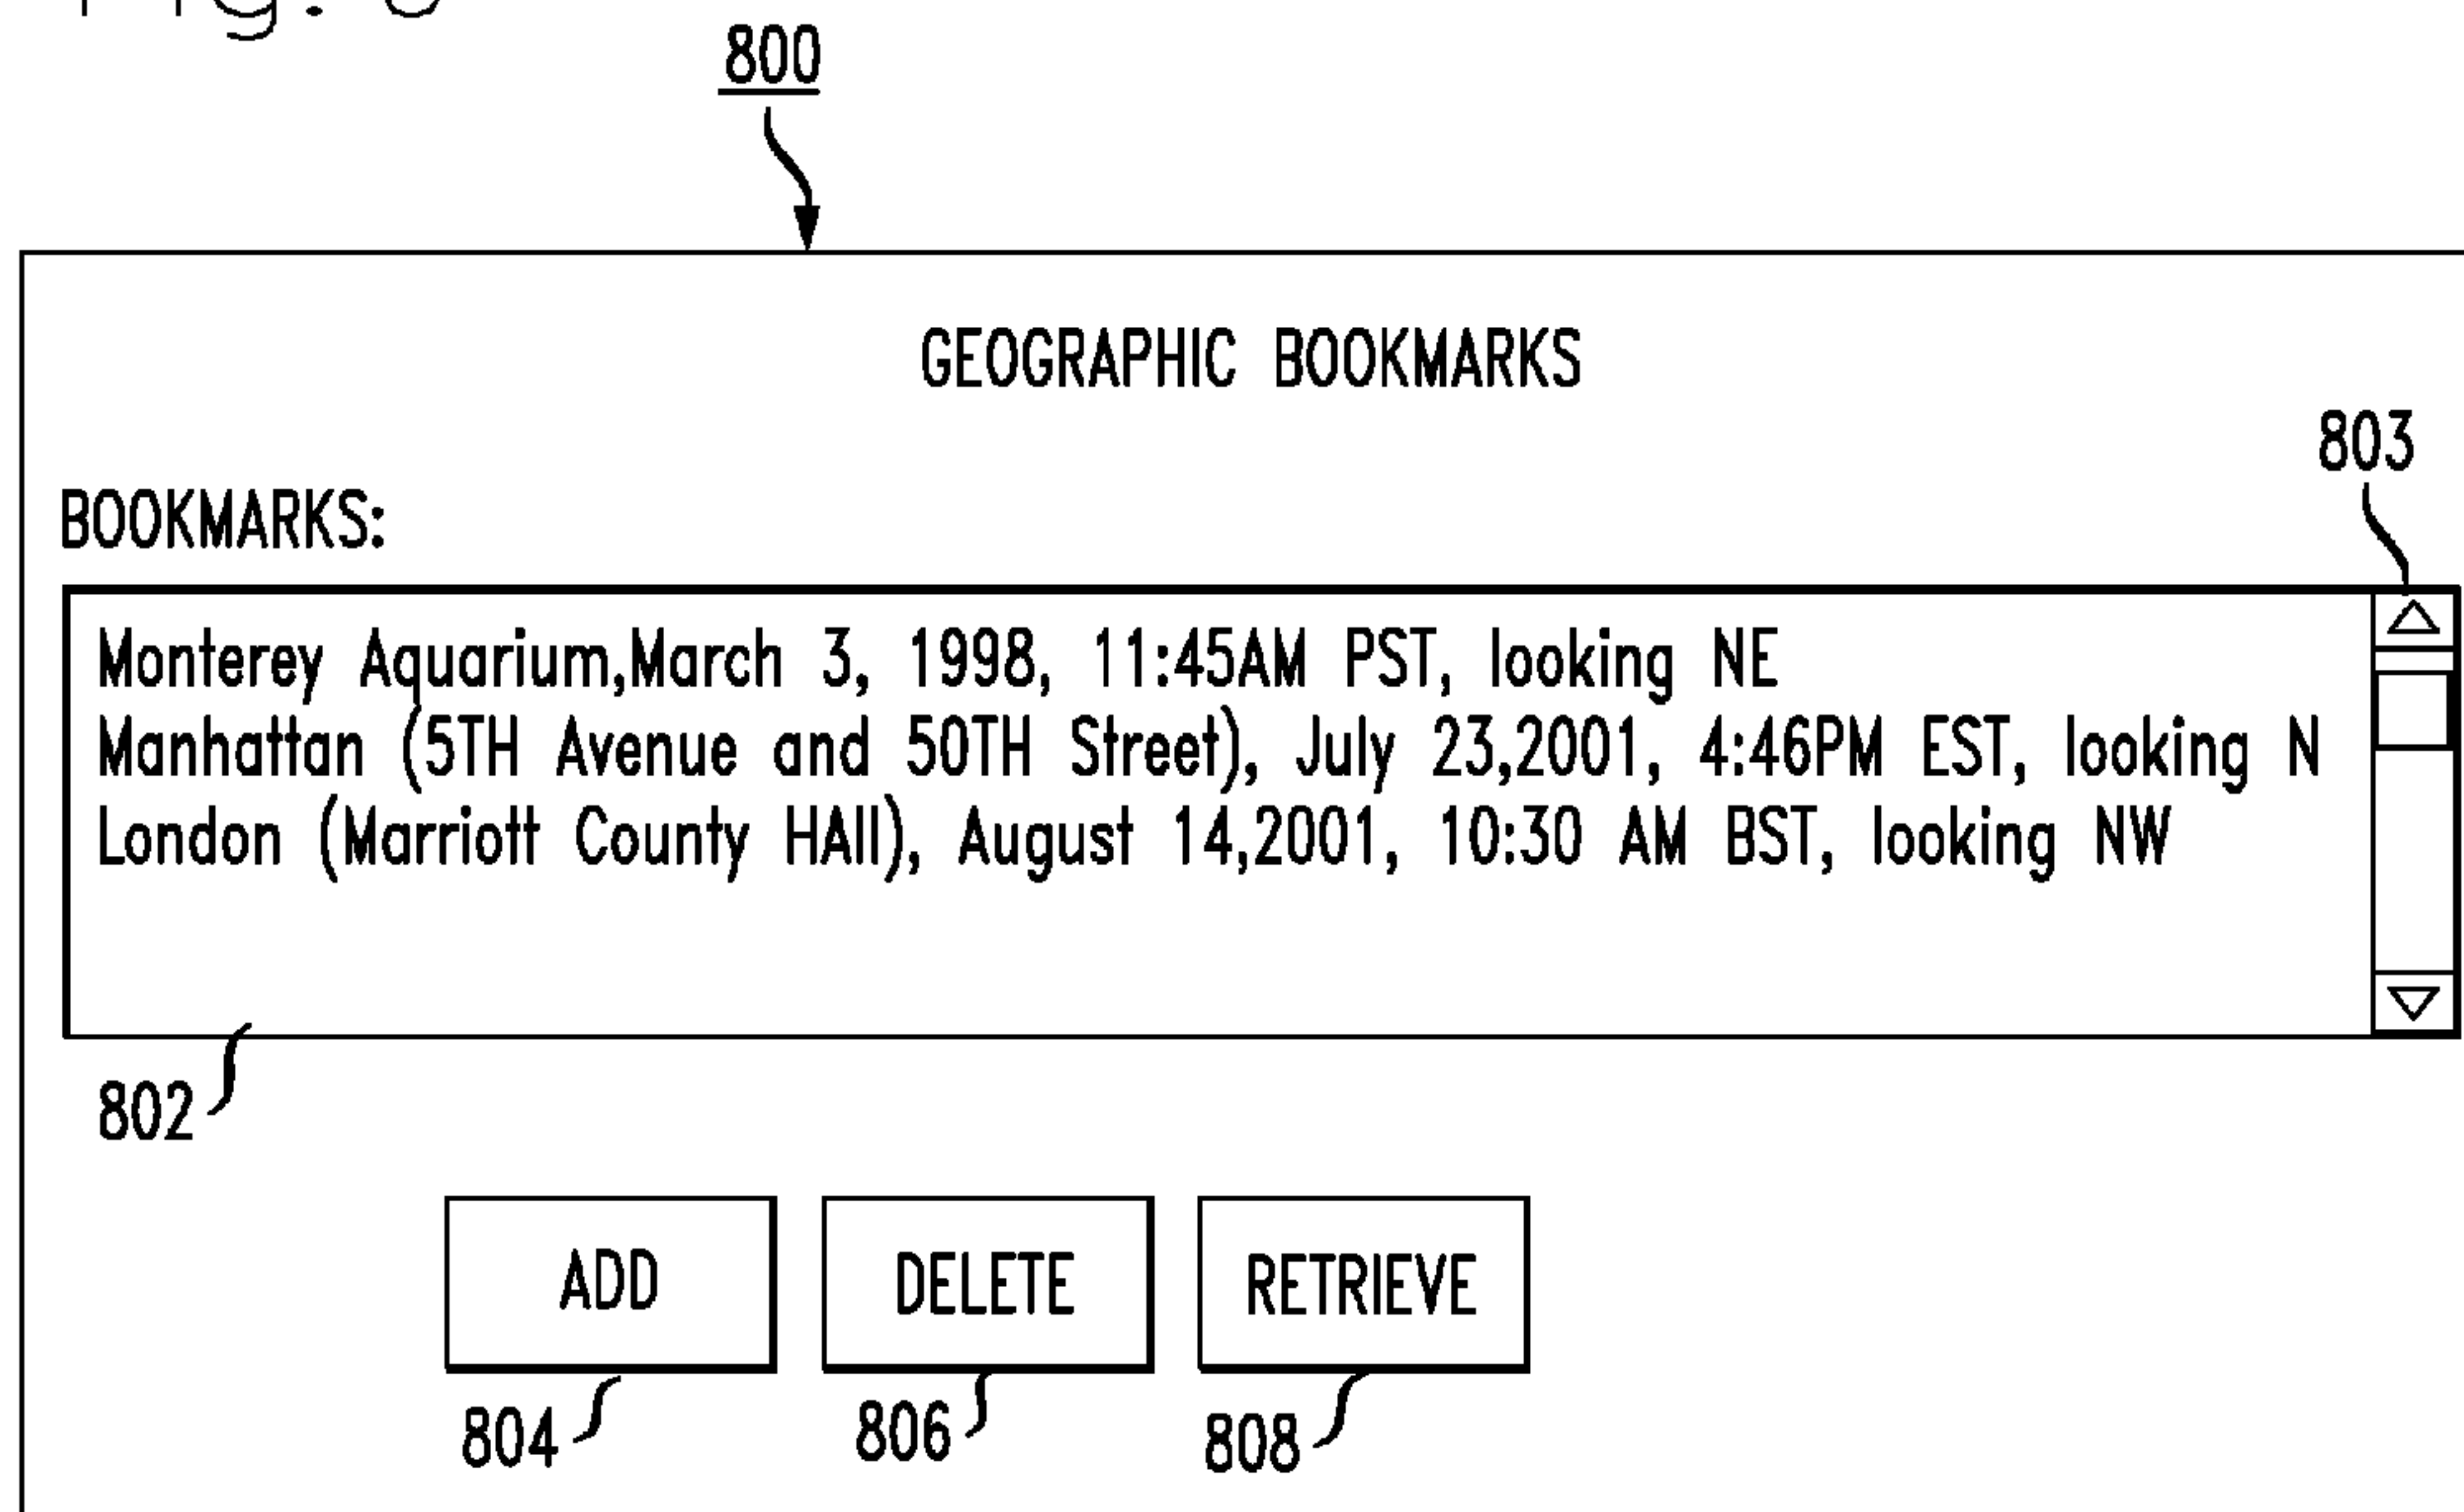 800
GEOGRAPHIC BOOKMARKS
803
BOOKMARKS:
Monterey Aquarium,March 3, 1998, 11:45AM PST, looking NE
Manhattan (5TH Avenue and 50TH Street), July 23,2001, 4:46PM EST, looking N
London (Marriott County HAll), August 14,2001, 10:30 AM BST, looking NW
802
ADD DELETE RETRIEVE
804 806 808